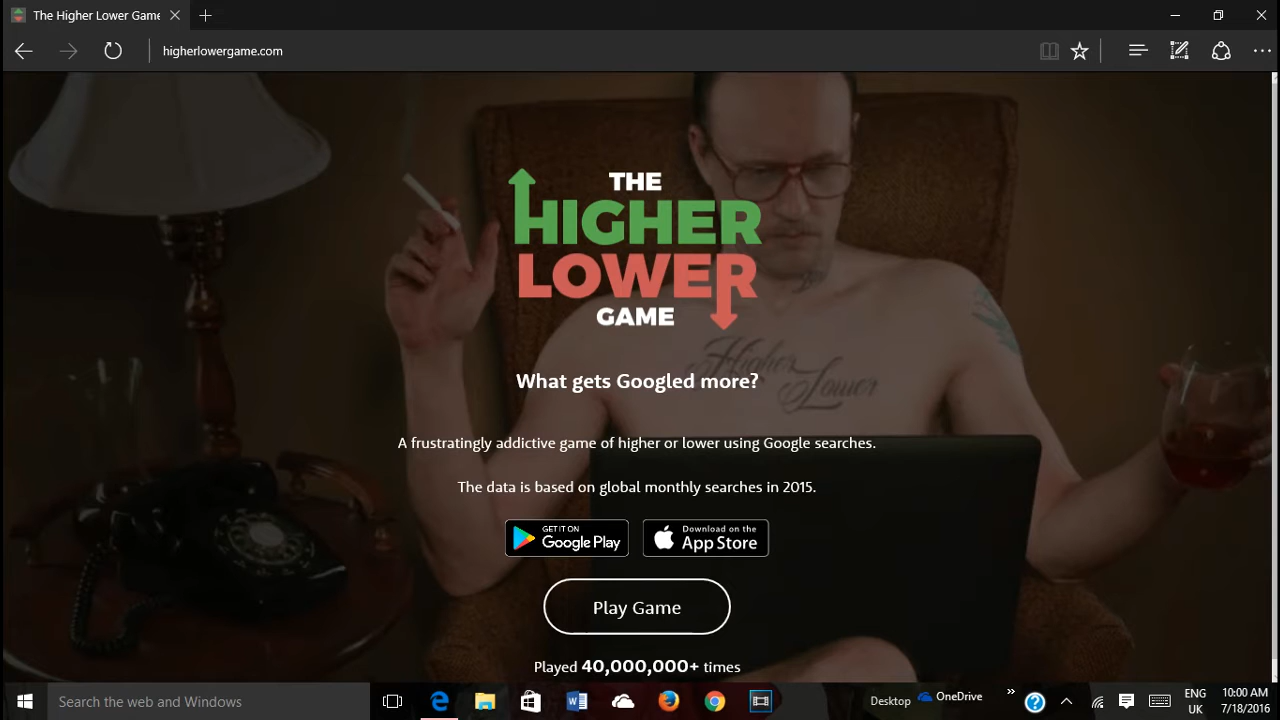 The Higher Lower Game
higherlowergame.com
THE
HIGHER
LOWER
GAME
Higher
Lower
What gets Googled more?
A frustratingly addictive game of higher or lower using Google searches.
The data is based on global monthly searches in 2015.
GET IT ON
Google Play
Download on the
App Store
Play Game
Played 40,000,000+ times
Search the web and Windows
Desktop
OneDrive
ENG
UK
10:00 AM
7/18/2016